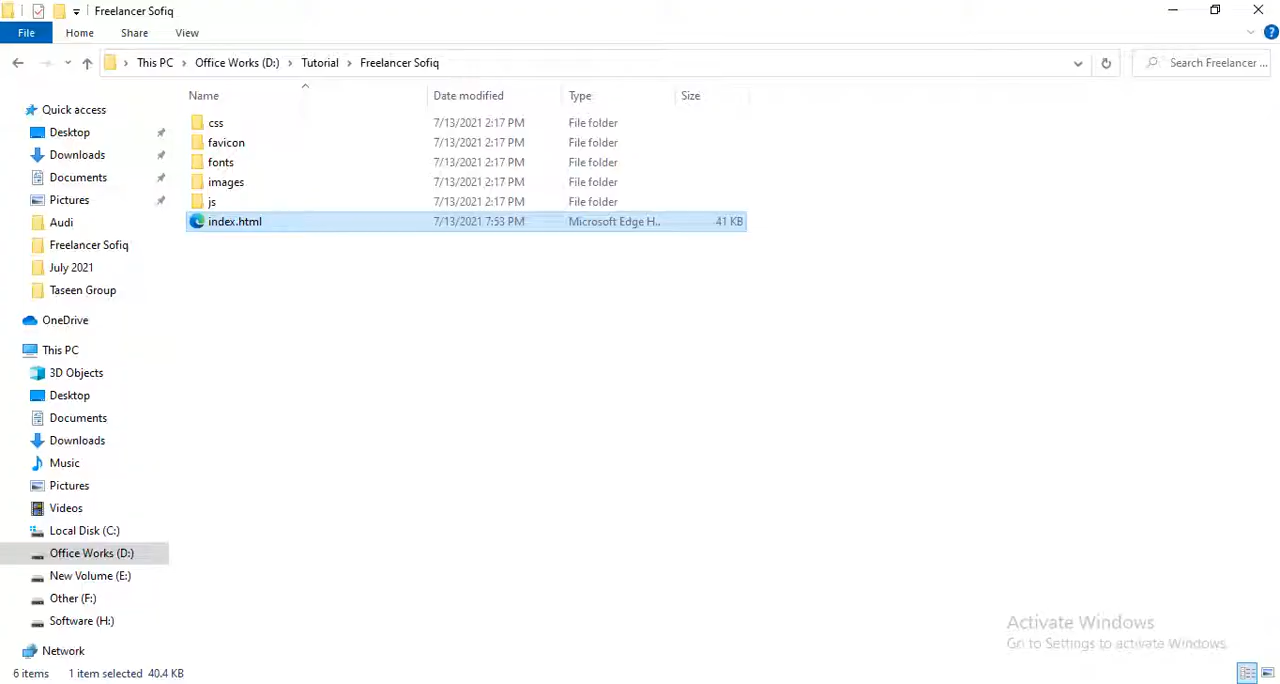 Freelancer Sofiq
File Home Share View
This PC Office Works (D:) Tutorial Freelancer Sofiq Search Freelancer ...
Name Date modified Type Size
Quick access
Desktop
Downloads
Documents
Pictures
Audi
Freelancer Sofiq
July 2021
Taseen Group
OneDrive
This PC
3D Objects
Desktop
Documents
Downloads
Music
Pictures
Videos
Local Disk (C:)
Office Works (D:)
New Volume (E:)
Other (F:)
Software (H:)
Network
css 7/13/2021 2:17 PM File folder
favicon 7/13/2021 2:17 PM File folder
fonts 7/13/2021 2:17 PM File folder
images 7/13/2021 2:17 PM File folder
js 7/13/2021 2:17 PM File folder
index.html 7/13/2021 7:53 PM Microsoft Edge H... 41 KB
Activate Windows
Go to Settings to activate Windows.
6 items 1 item selected 40.4 KB